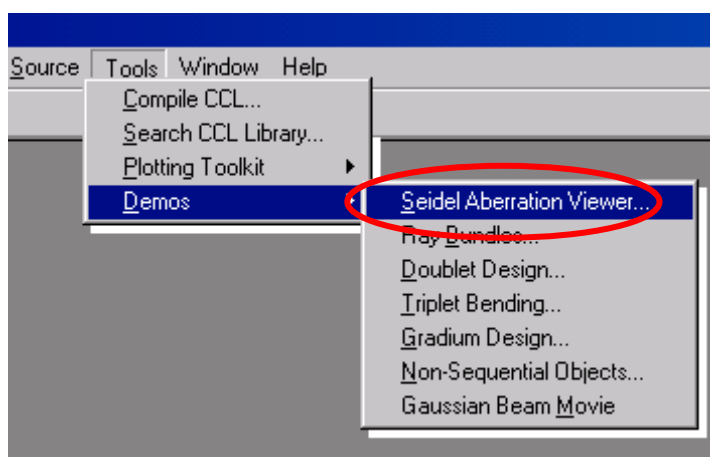 Source Tools Window Help
Compile CCL...
Search CCL Library...
Plotting Toolkit
Demos
Seidel Aberration Viewer...
Ray Bundles...
Doublet Design...
Triplet Bending...
Gradium Design...
Non-Sequential Objects...
Gaussian Beam Movie